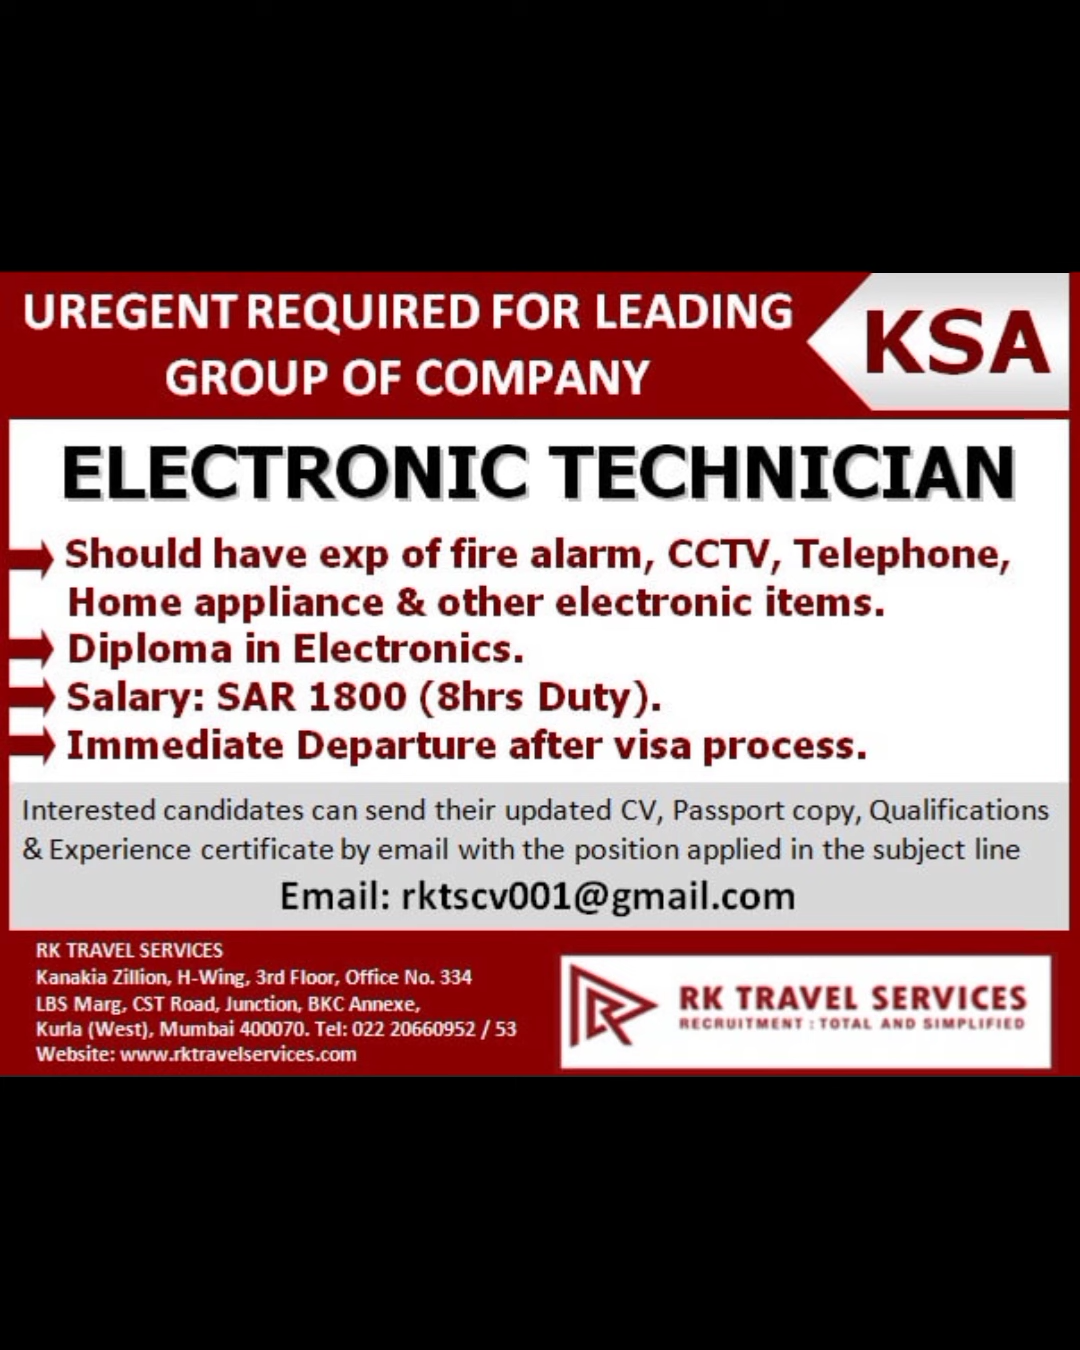 UREGENT REQUIRED FOR LEADING
GROUP OF COMPANY
KSA
ELECTRONIC TECHNICIAN
Should have exp of fire alarm, CCTV, Telephone,
Home appliance & other electronic items.
Diploma in Electronics.
Salary: SAR 1800 (8hrs Duty).
Immediate Departure after visa process.
Interested candidates can send their updated CV, Passport copy, Qualifications
& Experience certificate by email with the position applied in the subject line
Email: rktscv001@gmail.com
RK TRAVEL SERVICES
Kanakia Zillion, H-Wing, 3rd Floor, Office No. 334
LBS Marg, CST Road, Junction, BKC Annexe,
Kurla (West), Mumbai 400070. Tel: 022 20660952 / 53
Website: www.rktravelservices.com
RK TRAVEL SERVICES
RECRUITMENT : TOTAL AND SIMPLIFIED